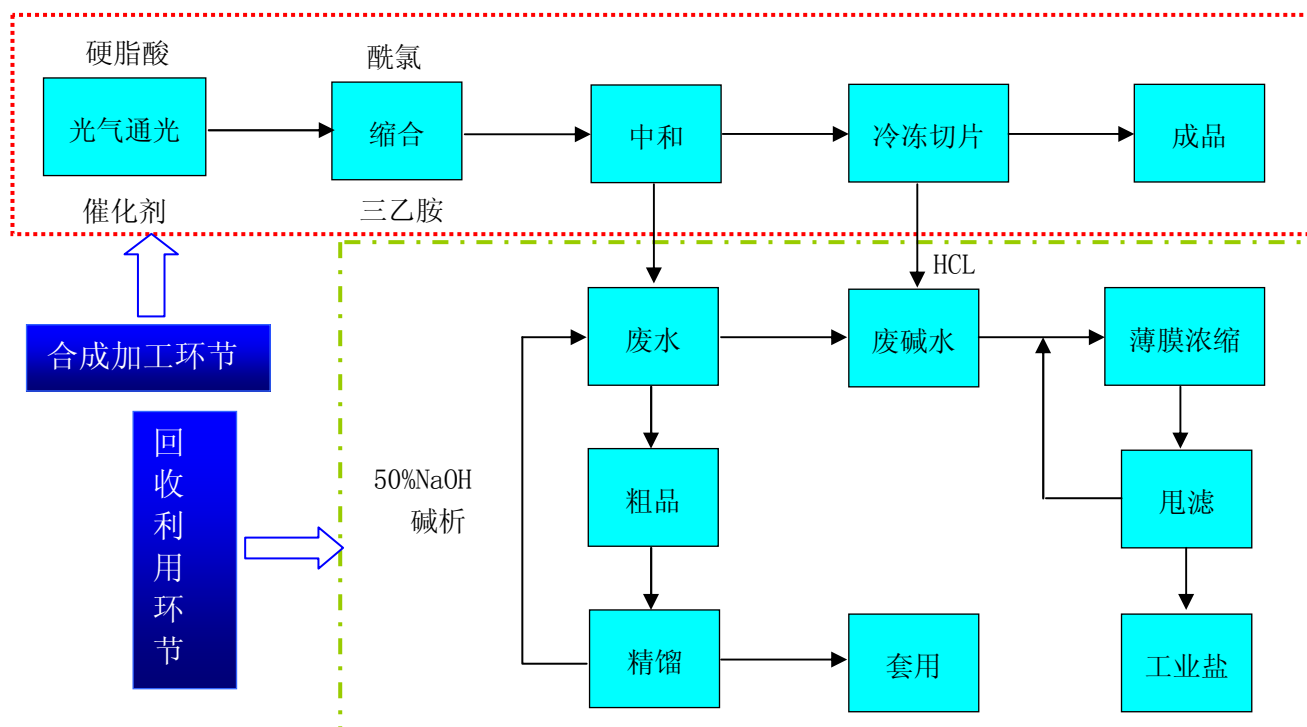 硬脂酸
酰氯
光气通光
缩合
中和
冷冻切片
成品
催化剂
三乙胺
HCL
废水
废碱水
薄膜浓缩
合成加工环节
回收利用环节
50%NaOH
碱析
粗品
甩滤
精馏
套用
工业盐